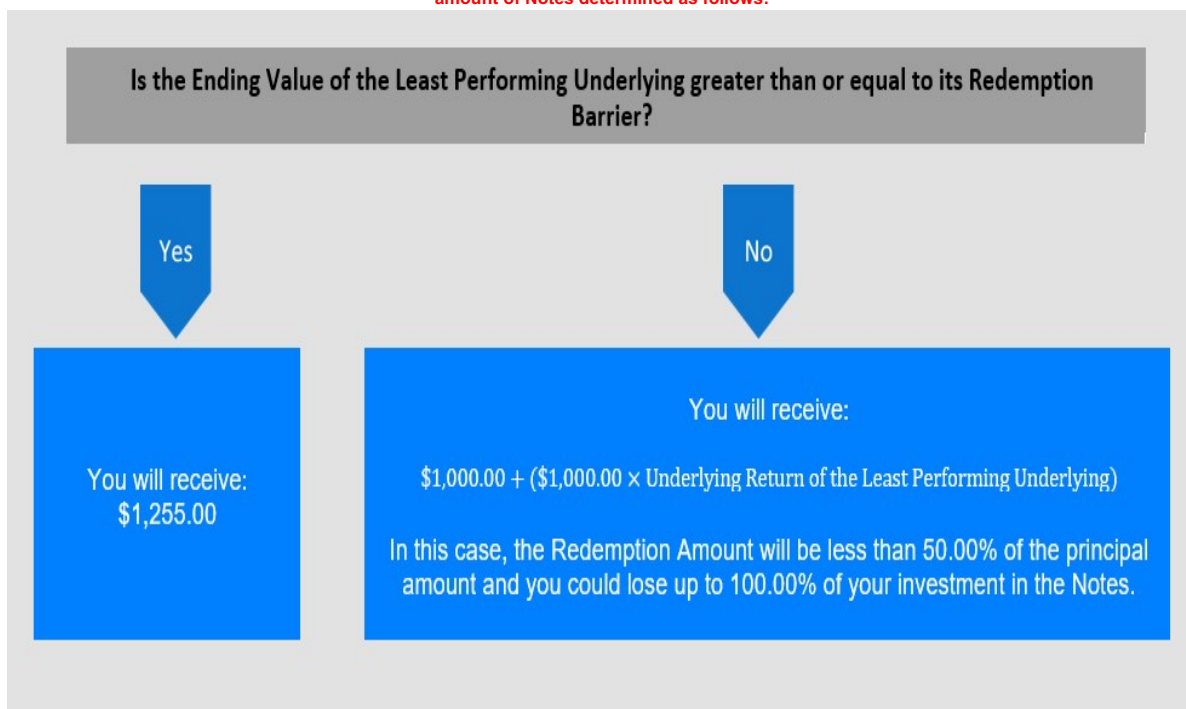 amount of Notes determined as follows:
Is the Ending Value of the Least Performing Underlying greater than or equal to its Redemption
Barrier?
Yes
No
You will receive:
$1,255.00
You will receive:
$1,000.00 + ($1,000.00 × Underlying Return of the Least Performing Underlying)
In this case, the Redemption Amount will be less than 50.00% of the principal
amount and you could lose up to 100.00% of your investment in the Notes.